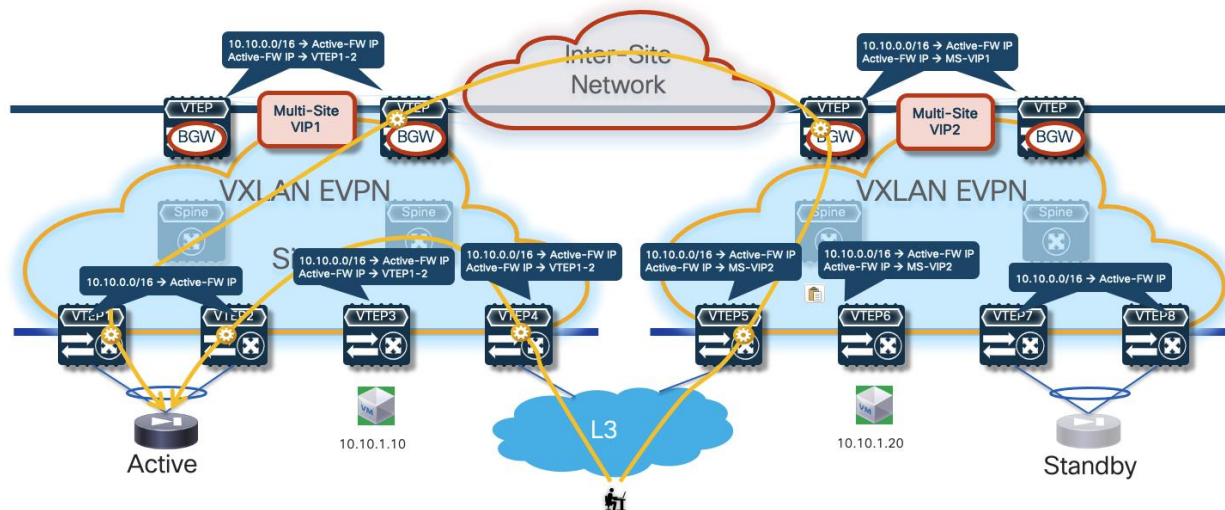 10.10.0.0/16 → Active-FW IP
Active-FW IP → VTEP1-2
Inter-Site
Network
10.10.0.0/16 → Active-FW IP
Active-FW IP → MS-VIP1
VTEP
BGW
Multi-Site
VIP1
VTEP
BGW
VTEP
BGW
Multi-Site
VIP2
VTEP
BGW
VXLAN EVPN
VXLAN EVPN
Spine
Spine
Spine
Spine
10.10.0.0/16 → Active-FW IP
10.10.0.0/16 → Active-FW IP
Active-FW IP → VTEP1-2
10.10.0.0/16 → Active-FW IP
Active-FW IP → VTEP1-2
10.10.0.0/16 → Active-FW IP
Active-FW IP → MS-VIP2
10.10.0.0/16 → Active-FW IP
Active-FW IP → MS-VIP2
10.10.0.0/16 → Active-FW IP
VTEP1
VTEP2
VTEP3
VTEP4
VTEP5
VTEP6
VTEP7
VTEP8
VM
VM
10.10.1.10
L3
10.10.1.20
Active
Standby